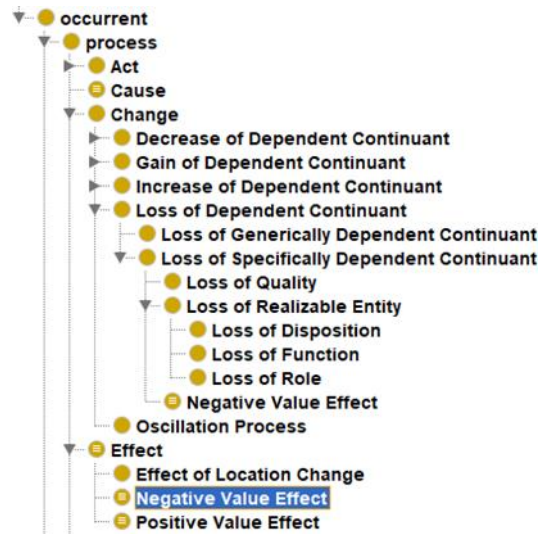 occurrent
process
Act
Cause
Change
Decrease of Dependent Continuant
Gain of Dependent Continuant
Increase of Dependent Continuant
Loss of Dependent Continuant
Loss of Generically Dependent Continuant
Loss of Specifically Dependent Continuant
Loss of Quality
Loss of Realizable Entity
Loss of Disposition
Loss of Function
Loss of Role
Negative Value Effect
Oscillation Process
Effect
Effect of Location Change
Negative Value Effect
Positive Value Effect